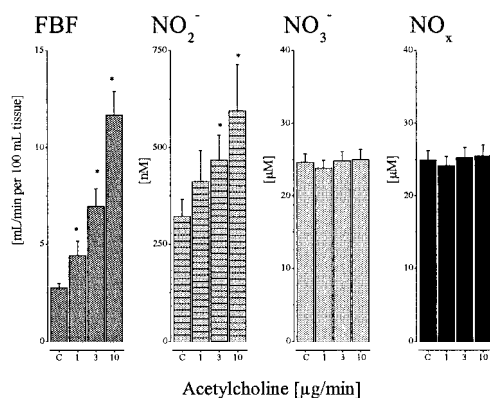 FBF NO₂⁻ NO₃⁻ NOₓ
[mL/min per 100 mL tissue]
15
10
5
0
* * *
C 1 3 10
[nM]
750
500
250
0
* *
C 1 3 10
[µM]
40
30
20
10
0
C 1 3 10
[µM]
40
30
20
10
0
C 1 3 10
Acetylcholine [µg/min]